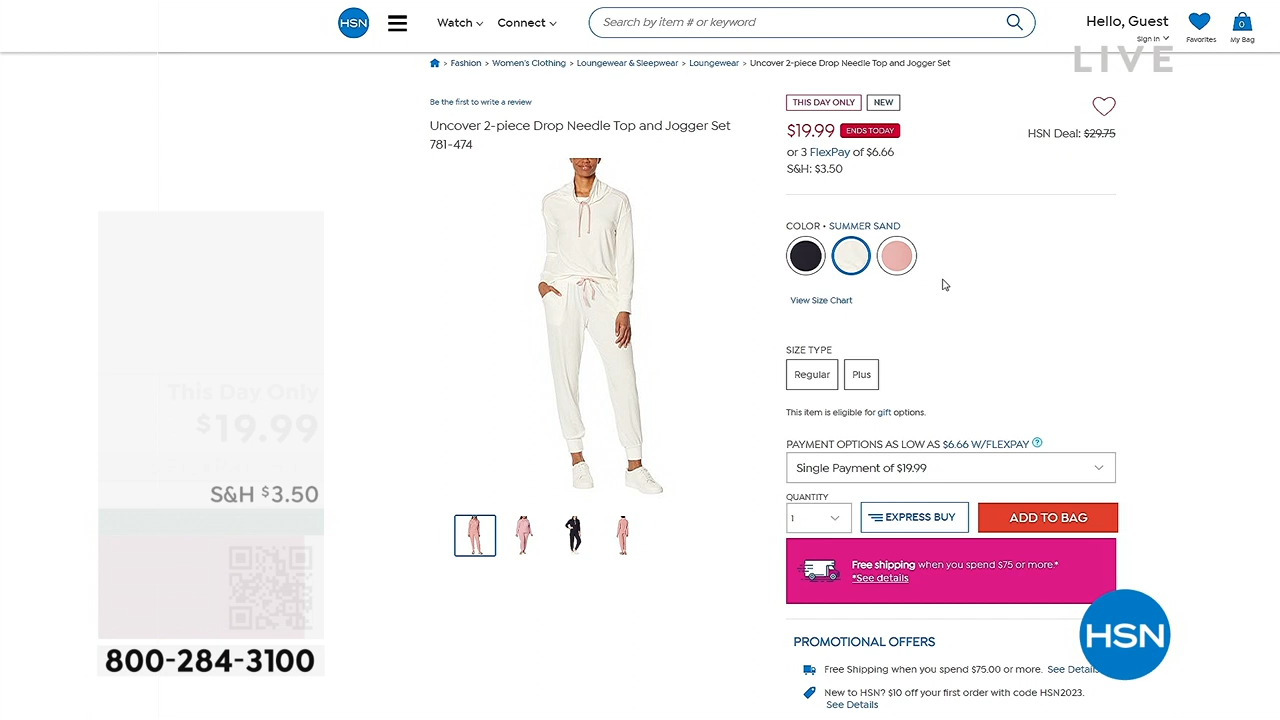 HSN
Watch
Connect
Search by item # or keyword
Hello, Guest
Sign In
Favorites
0
My Bag
LIVE
> Fashion > Women's Clothing > Loungewear & Sleepwear > Loungewear > Uncover 2-piece Drop Needle Top and Jogger Set
Be the first to write a review
Uncover 2-piece Drop Needle Top and Jogger Set
781-474
THIS DAY ONLY
NEW
$19.99 ENDS TODAY
HSN Deal: $29.75
or 3 FlexPay of $6.66
S&H: $3.50
COLOR • SUMMER SAND
View Size Chart
SIZE TYPE
Regular
Plus
This item is eligible for gift options.
PAYMENT OPTIONS AS LOW AS $6.66 W/FLEXPAY ?
Single Payment of $19.99
QUANTITY
1
EXPRESS BUY
ADD TO BAG
Free shipping when you spend $75 or more.*
*See details
PROMOTIONAL OFFERS
Free Shipping when you spend $75.00 or more. See Details
New to HSN? $10 off your first order with code HSN2023.
See Details
HSN
This Day Only
$19.99
S&H $3.50
800-284-3100